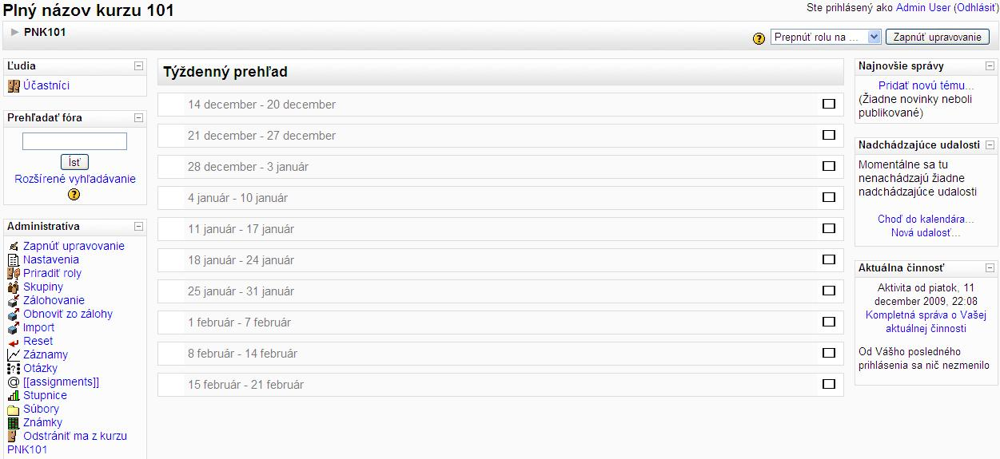 Plný názov kurzu 101
Ste prihlásený ako Admin User (Odhlásiť)
PNK101
Prepnúť rolu na ...
Zapnúť upravovanie
Ľudia
Účastníci
Prehľadať fóra
Ísť
Rozšírené vyhľadávanie
Administratíva
Zapnúť upravovanie
Nastavenia
Priradiť roly
Skupiny
Zálohovanie
Obnoviť zo zálohy
Import
Reset
Záznamy
Otázky
[[assignments]]
Stupnice
Súbory
Známky
Odstrániť ma z kurzu
PNK101
Týždenný prehľad
14 december - 20 december
21 december - 27 december
28 december - 3 január
4 január - 10 január
11 január - 17 január
18 január - 24 január
25 január - 31 január
1 február - 7 február
8 február - 14 február
15 február - 21 február
Najnovšie správy
Pridať novú tému...
(Žiadne novinky neboli
publikované)
Nadchádzajúce udalosti
Momentálne sa tu
nenachádzajú žiadne
nadchádzajúce udalosti
Choď do kalendára...
Nová udalosť...
Aktuálna činnosť
Aktivita od piatok, 11
december 2009, 22:08
Kompletná správa o Vašej
aktuálnej činnosti
Od Vášho posledného
prihlásenia sa nič nezmenilo